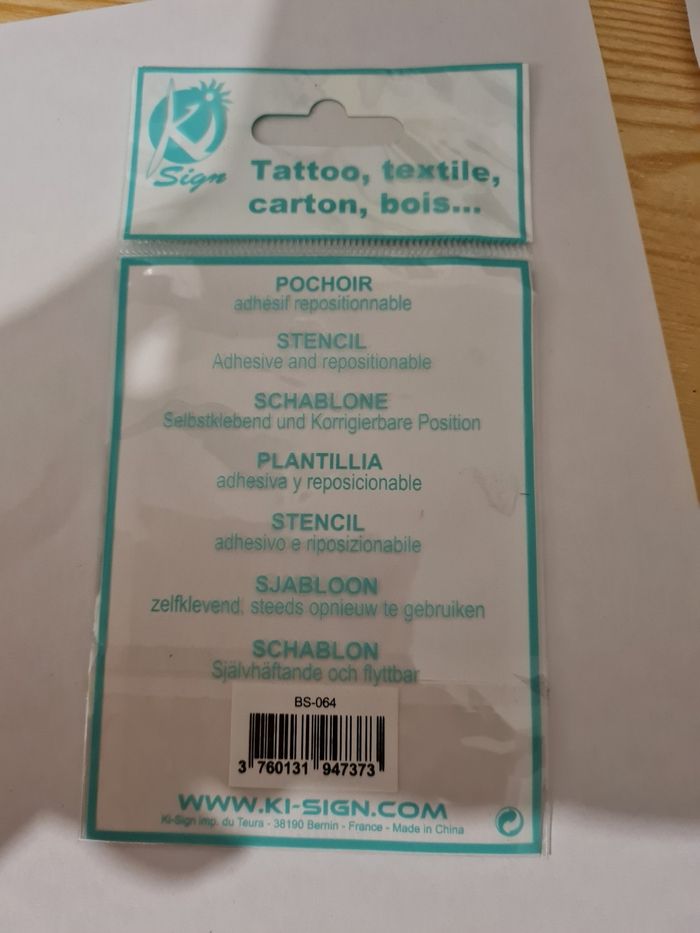 Ki
Sign
Tattoo, textile,
carton, bois...
POCHOIR
adhésif repositionnable
STENCIL
Adhesive and repositionable
SCHABLONE
Selbstklebend und Korrigierbare Position
PLANTILLIA
adhesiva y reposicionable
STENCIL
adhesivo e riposizionabile
SJABLOON
zelfklevend, steeds opnieuw te gebruiken
SCHABLON
Självhäftande och flyttbar
BS-064
3 760131 947373
WWW.KI-SIGN.COM
Ki-Sign imp. du Teura - 38190 Bernin - France - Made in China